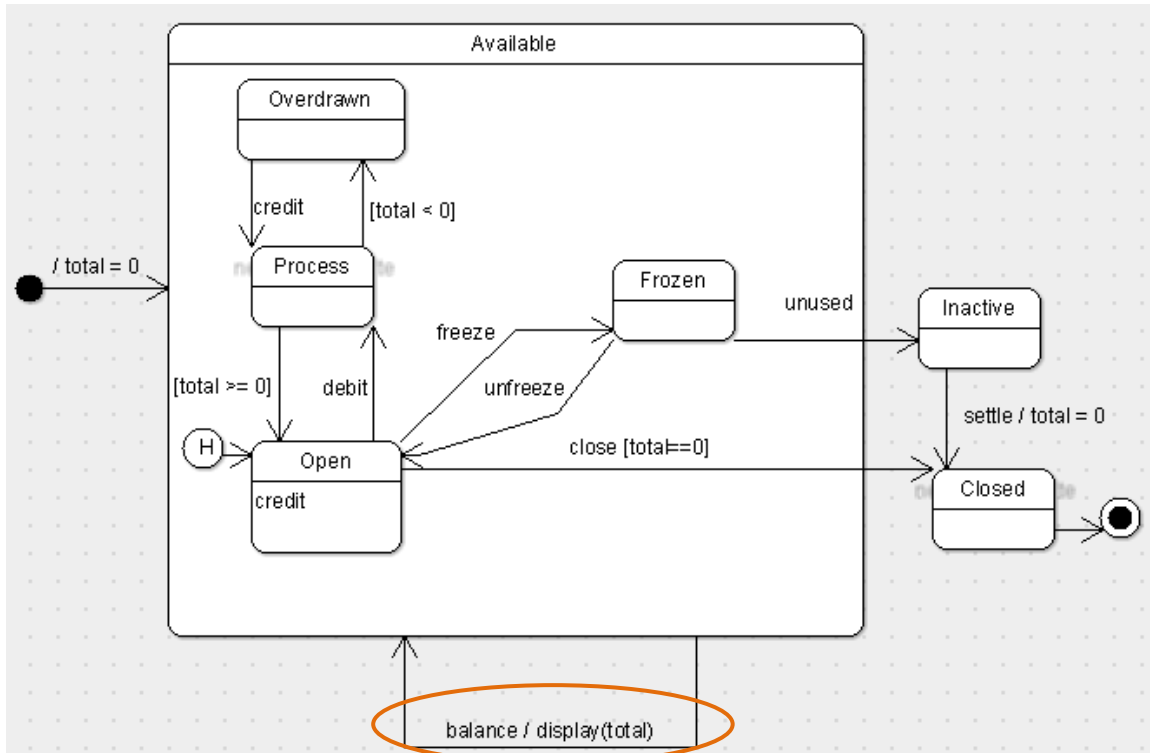 Available
Overdrawn
credit
[total < 0]
/ total = 0
Process
Frozen
unused
Inactive
freeze
[total >= 0]
debit
unfreeze
settle / total = 0
H
Open
close [total==0]
credit
Closed
balance / display(total)